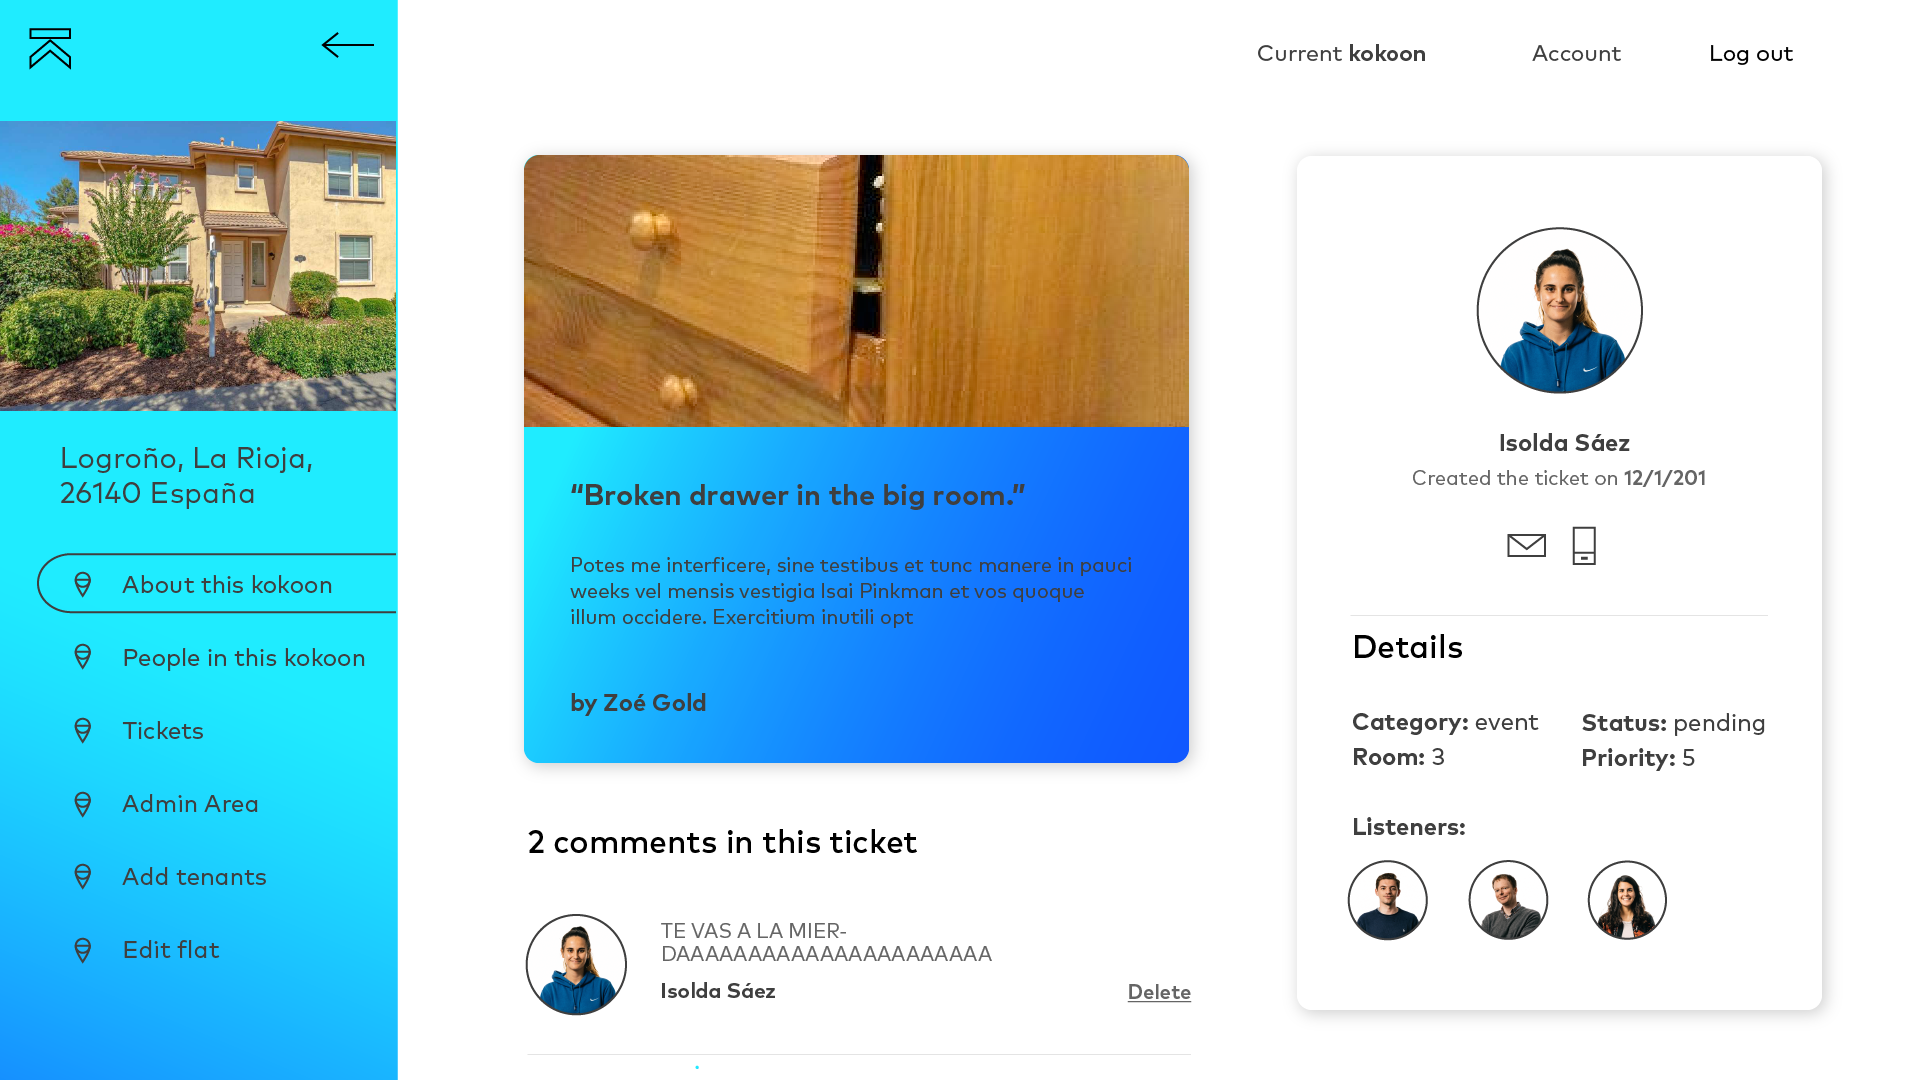 Current kokoon
Account
Log out
Logroño, La Rioja,
26140 España
About this kokoon
People in this kokoon
Tickets
Admin Area
Add tenants
Edit flat
“Broken drawer in the big room.”
Potes me interficere, sine testibus et tunc manere in pauci
weeks vel mensis vestigia Isai Pinkman et vos quoque
illum occidere. Exercitium inutili opt
by Zoé Gold
2 comments in this ticket
TE VAS A LA MIER-
DAAAAAAAAAAAAAAAAAAAAAA
Isolda Sáez
Delete
Isolda Sáez
Created the ticket on 12/1/201
Details
Category: event
Status: pending
Room: 3
Priority: 5
Listeners: